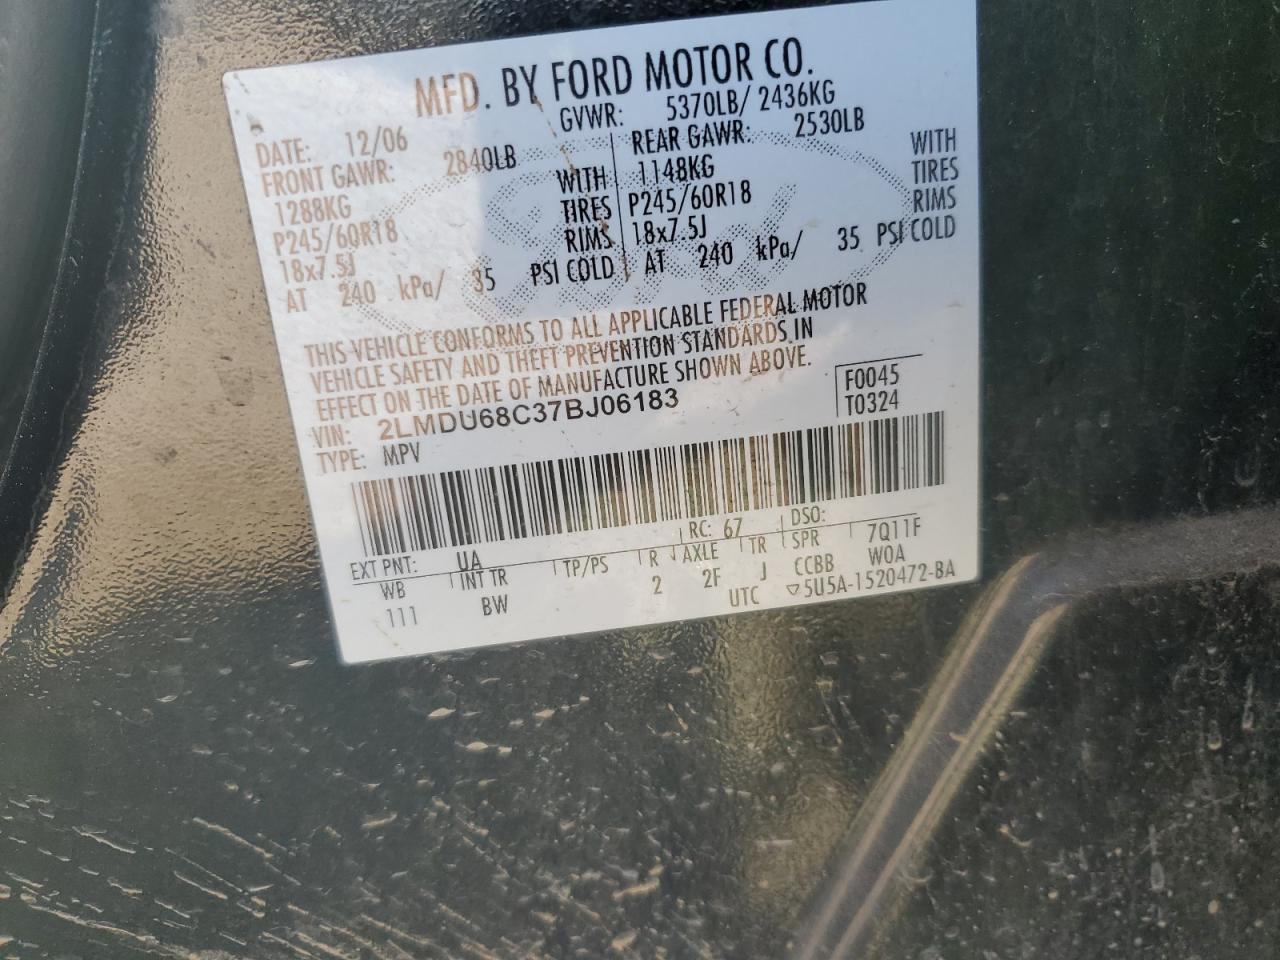 MFD. BY FORD MOTOR CO.
DATE: 12/06 GVWR: 5370LB/ 2436KG
FRONT GAWR: 2840LB REAR GAWR: 2530LB
1288KG WITH 1148KG WITH
P245/60R18 TIRES P245/60R18 TIRES
18x7.5J RIMS 18x7.5J RIMS
AT 240 kPa/ 35 PSI COLD AT 240 kPa/ 35 PSI COLD
THIS VEHICLE CONFORMS TO ALL APPLICABLE FEDERAL MOTOR
VEHICLE SAFETY AND THEFT PREVENTION STANDARDS IN
EFFECT ON THE DATE OF MANUFACTURE SHOWN ABOVE.
VIN: 2LMDU68C37BJ06183 F0045
TYPE: MPV T0324
EXT PNT: UA RC: 67 DSO:
WB INT TR TP/PS R AXLE TR SPR 7Q11F
111 BW 2 2F J CCBB WOA
UTC ▽5U5A-1520472-BA